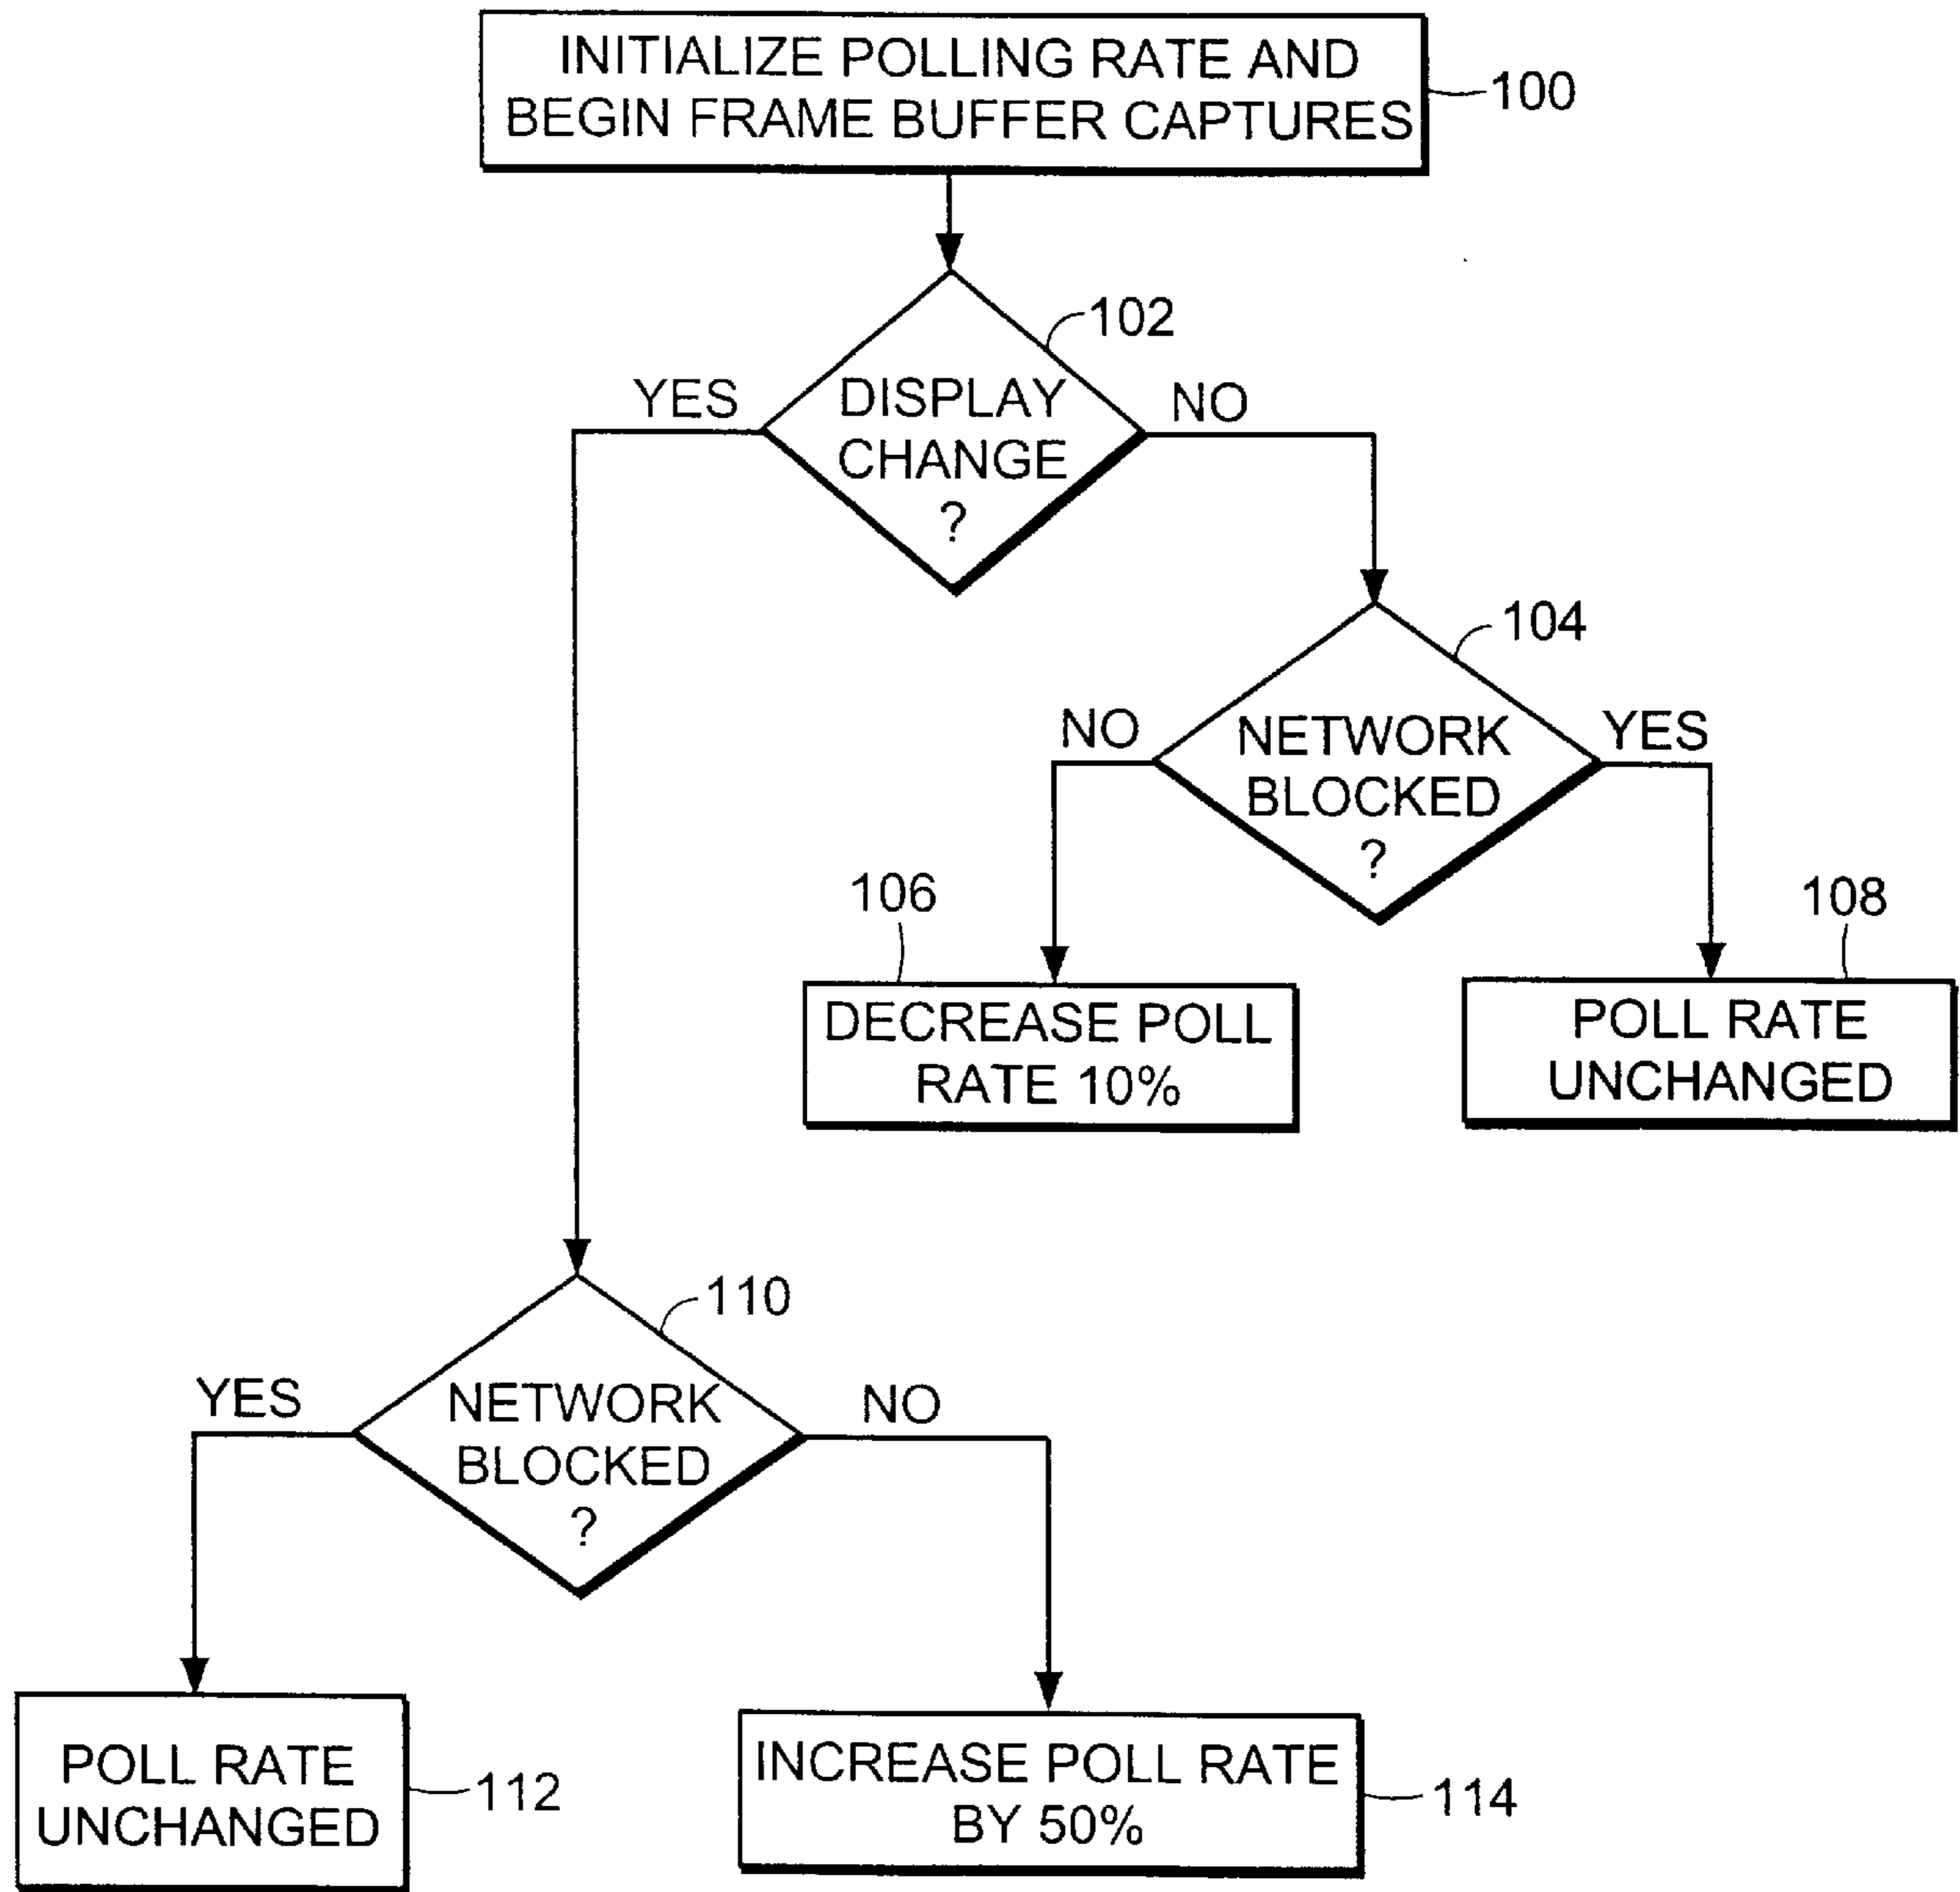 INITIALIZE POLLING RATE AND
BEGIN FRAME BUFFER CAPTURES
100
102
YES
DISPLAY
CHANGE
?
NO
104
NO
NETWORK
BLOCKED
?
YES
106
108
DECREASE POLL
RATE 10%
POLL RATE
UNCHANGED
110
YES
NETWORK
BLOCKED
?
NO
POLL RATE
UNCHANGED
112
INCREASE POLL RATE
BY 50%
114